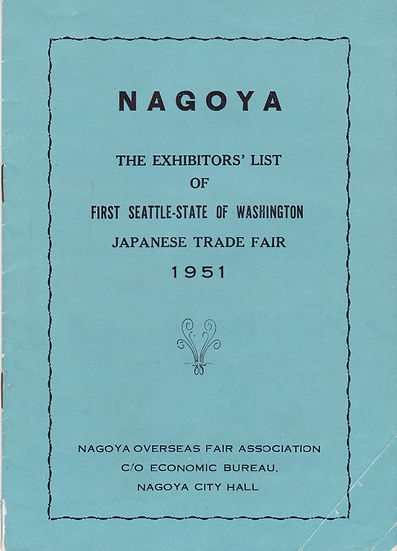 NAGOYA
THE EXHIBITORS' LIST
OF
FIRST SEATTLE-STATE OF WASHINGTON
JAPANESE TRADE FAIR
1951
NAGOYA OVERSEAS FAIR ASSOCIATION
C/O ECONOMIC BUREAU,
NAGOYA CITY HALL